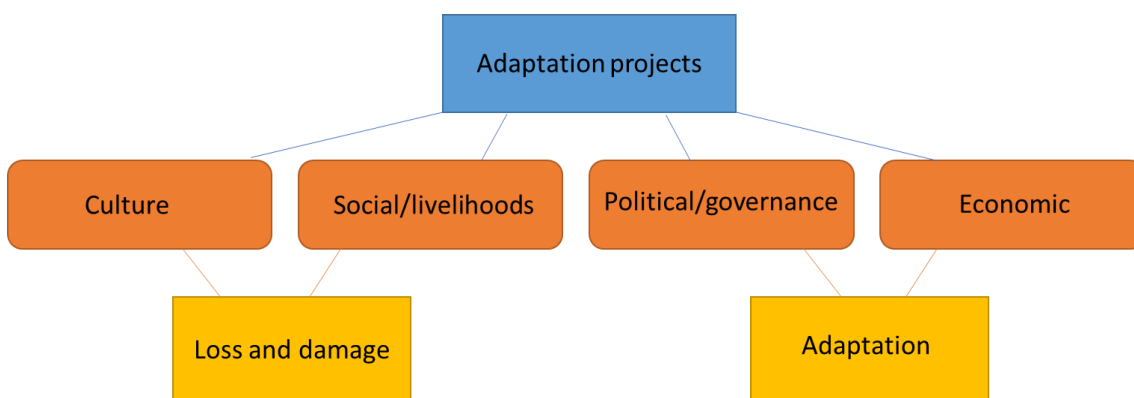 Adaptation projects
Culture
Social/livelihoods
Political/governance
Economic
Loss and damage
Adaptation